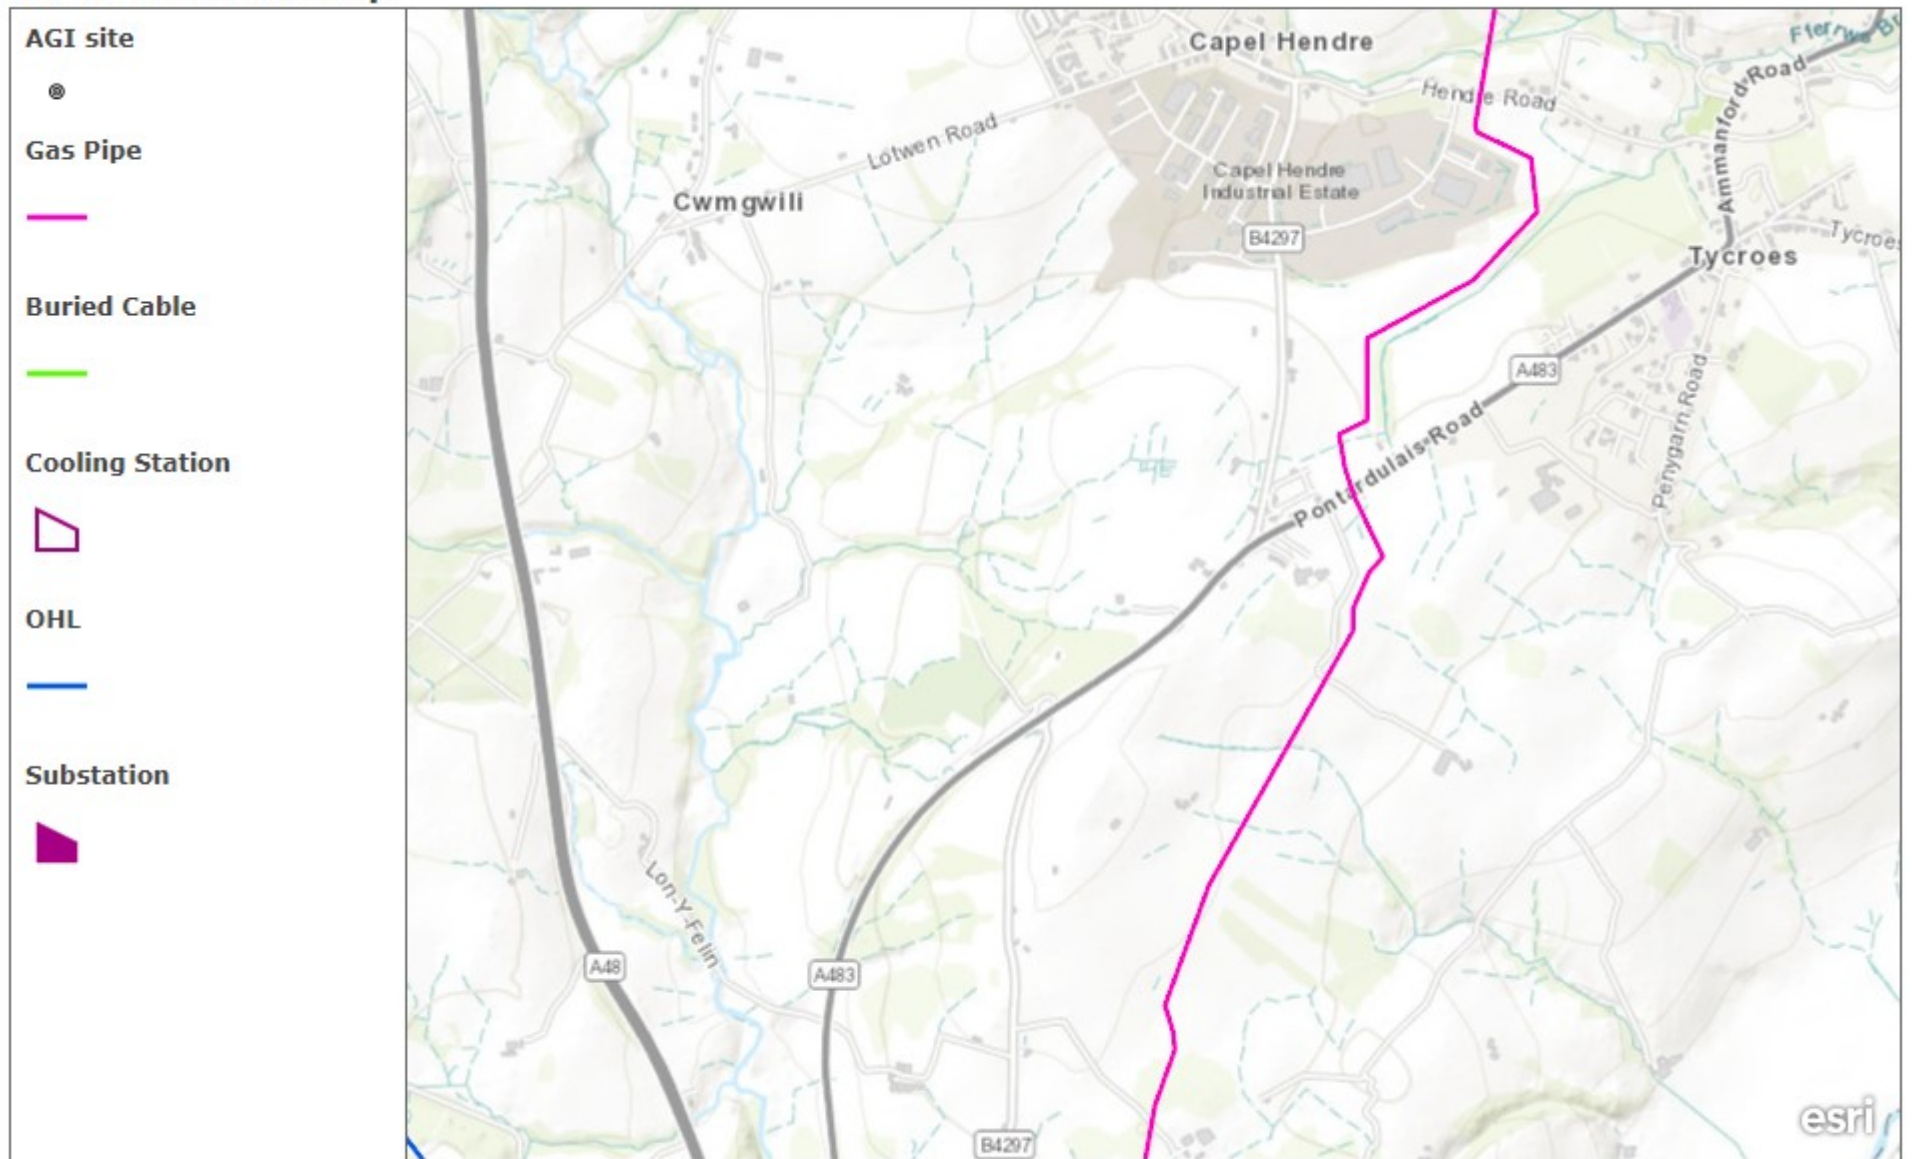 AGI site
Gas Pipe
Buried Cable
Cooling Station
OHL
Substation
Capel Hendre
Hendre Road
Ammanford Road
Lotwen Road
Capel Hendre
Industrial Estate
Cwmgwili
B4297
Tycroes
Tycroes
A483
Pontardulais Road
Penygarn Road
Lon-Y-Felin
A48
A483
B4297
esri